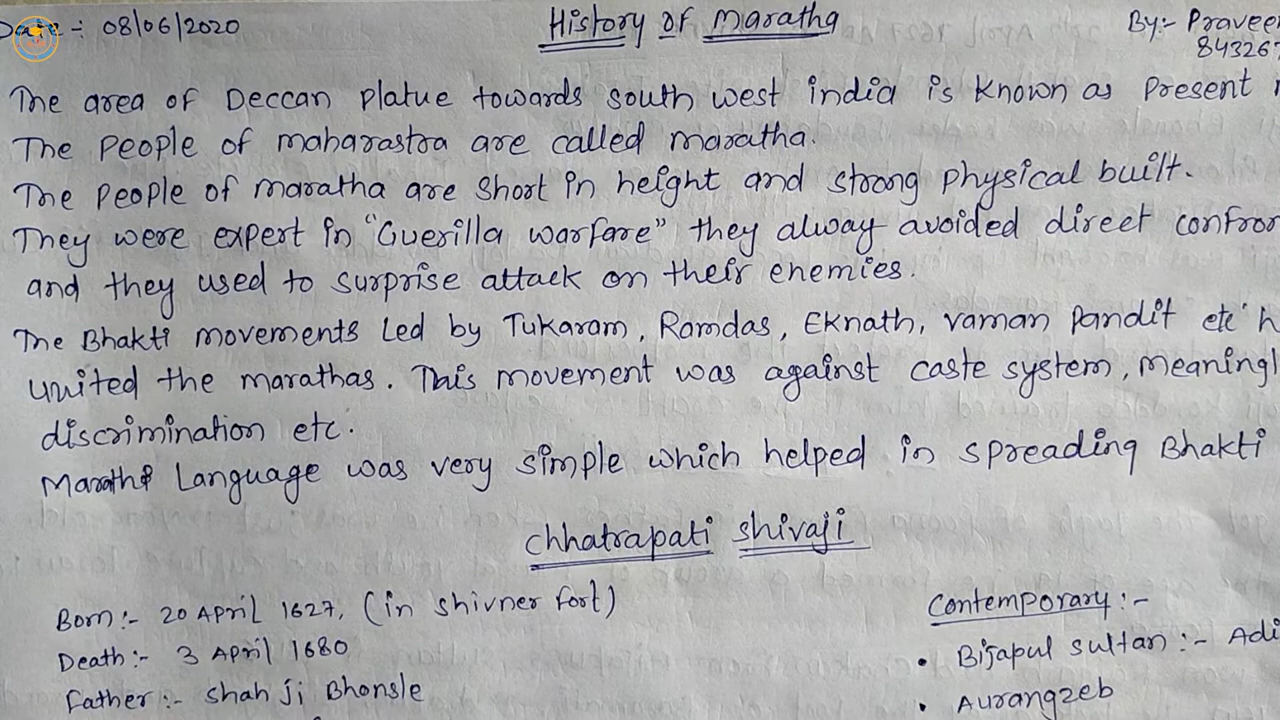 Date:- 08/06/2020
History of Maratha
By:- Praveen
84326
The area of Deccan Platue towards south west india is known as Present
The People of maharastra are called maratha.
The People of maratha are short in height and strong physical built.
They were expert in "Guerilla warfare" they alway avoided direct
and they used to surprise attack on their enemies.
The Bhakti movements Led by Tukaram, Ramdas, Eknath, vaman Pandit etc
united the marathas. This movement was against caste system,
discrimination etc.
Marathi Language was very simple which helped in spreading Bhakti
chhatrapati shivaji
Born:- 20 April 1627, (in shivner fort)
Death:- 3 April 1680
Father:- shah ji Bhonsle
Contemporary:-
• Bijapul sultan:- Adi
• Aurangzeb